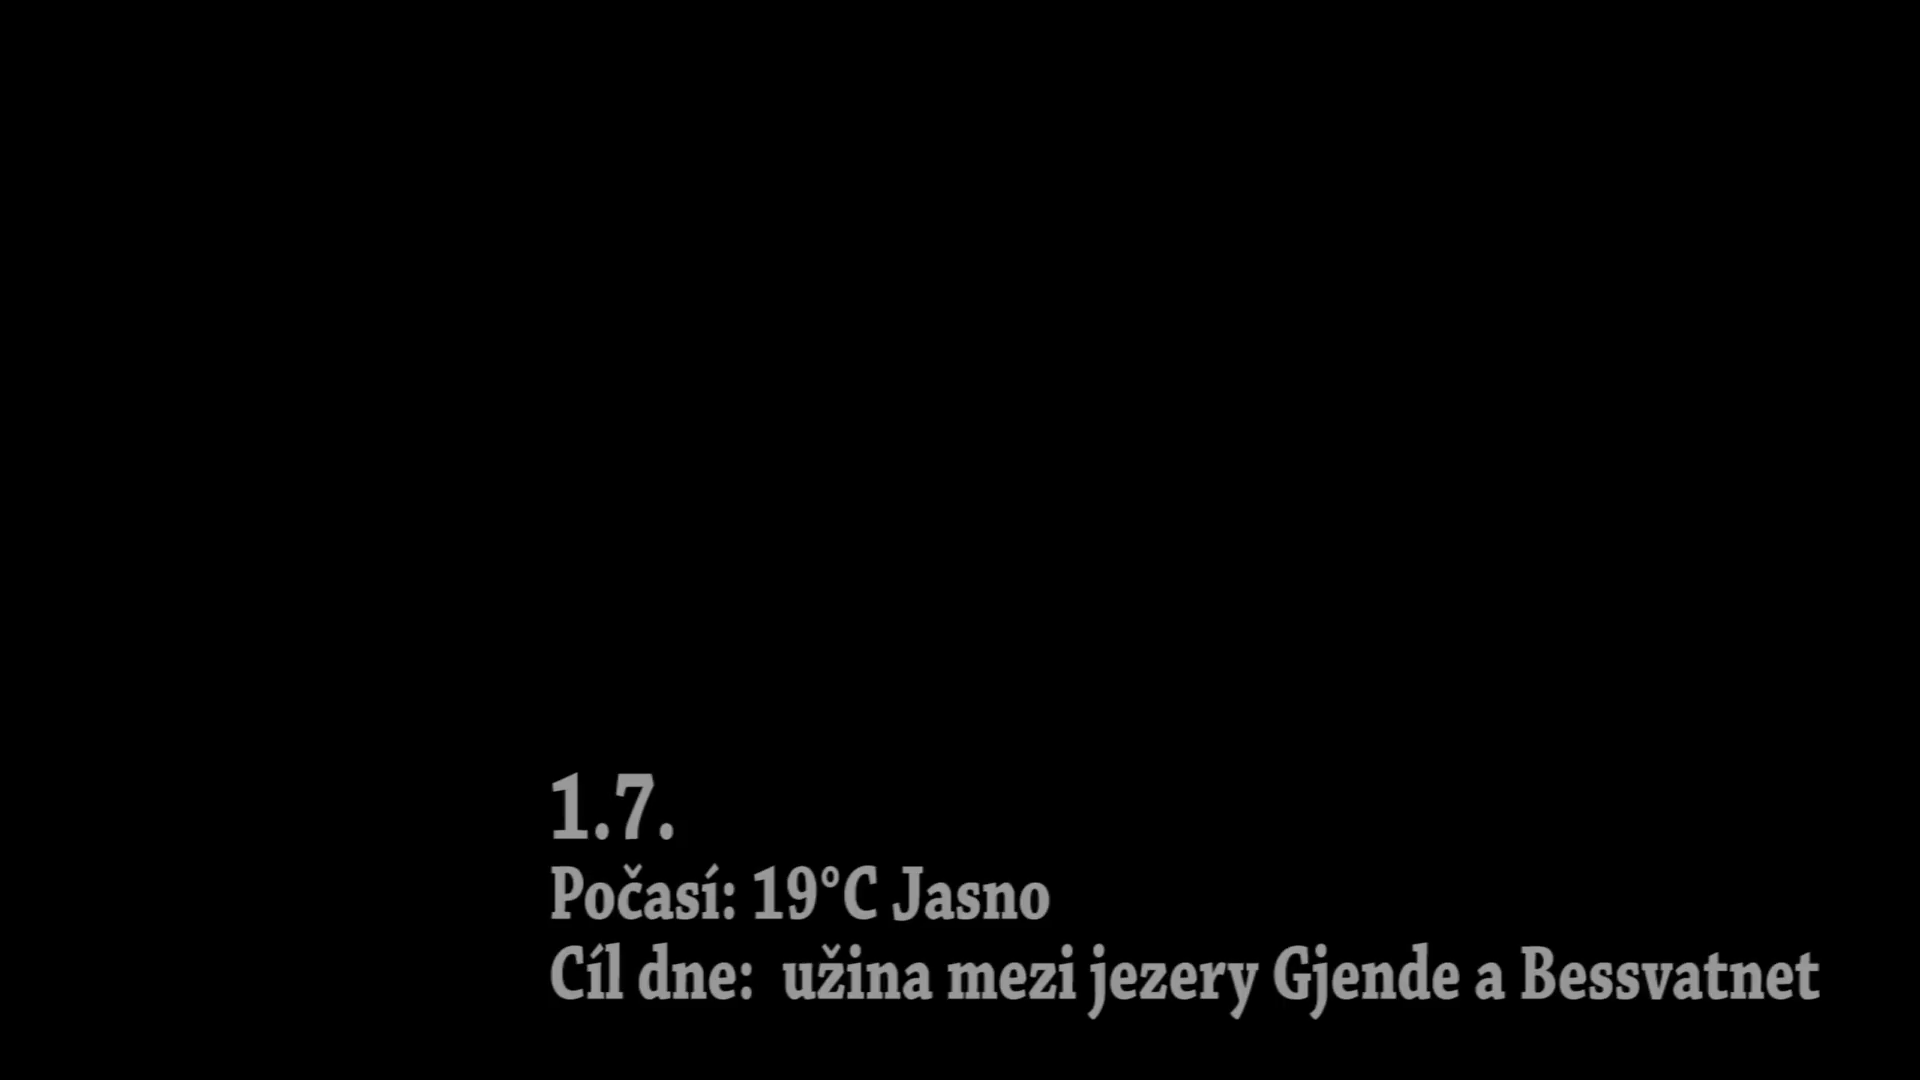 1.7.
Počasí: 19°C Jasno
Cíl dne:  užina mezi jezery Gjende a Bessvatnet